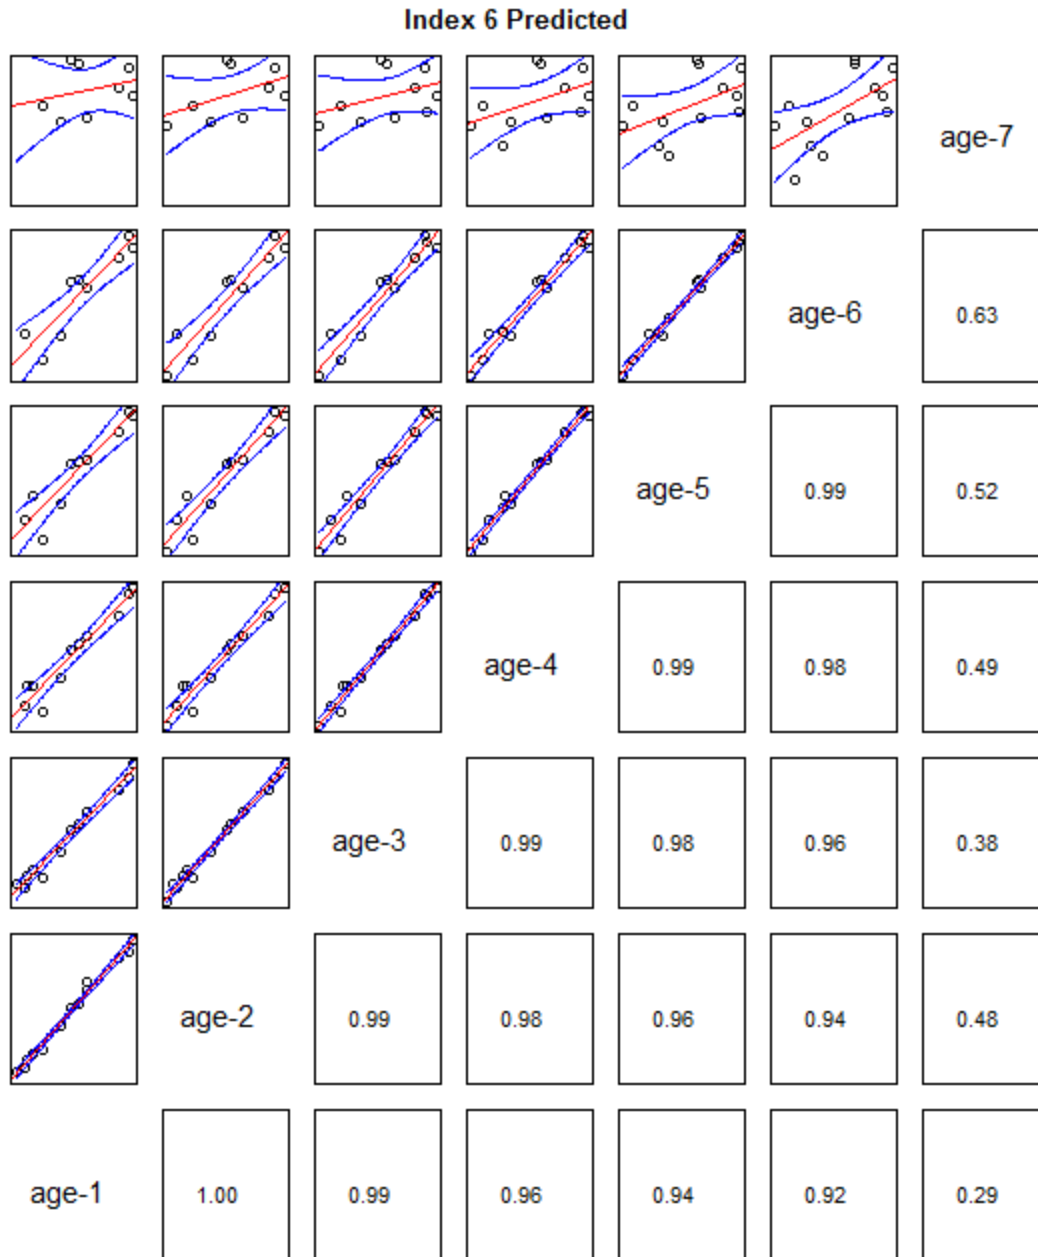 Index 6 Predicted
age-7
age-6 0.63
age-5 0.99 0.52
age-4 0.99 0.98 0.49
age-3 0.99 0.98 0.96 0.38
age-2 0.99 0.98 0.96 0.94 0.48
age-1 1.00 0.99 0.96 0.94 0.92 0.29